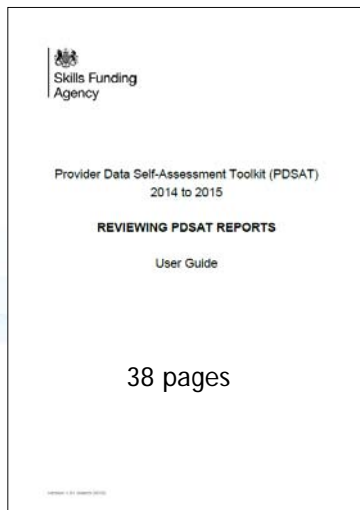 Skills Funding
Agency
Provider Data Self-Assessment Toolkit (PDSAT)
2014 to 2015
REVIEWING PDSAT REPORTS
User Guide
38 pages